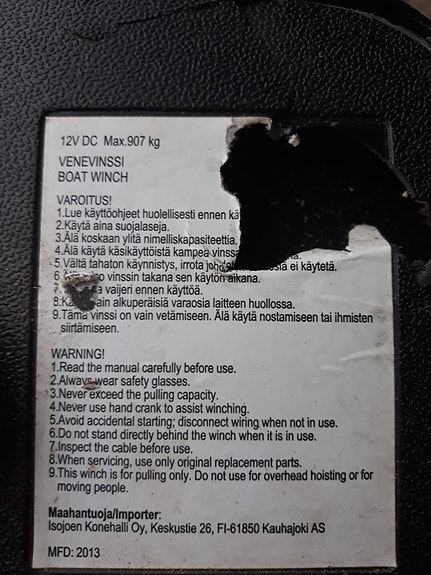 12V DC Max.907 kg
VENEVINSSI
BOAT WINCH
VAROITUS!
1.Lue käyttöohjeet huolellisesti ennen kä
2.Käytä aina suojalaseja.
3.Älä koskaan ylitä nimelliskapasiteettia.
4.Älä käytä käsikäyttöistä kampea vinss
5.Vältä tahaton käynnistys, irrota ei käytetä.
6 vinssin takana sen käytön aikana.
vaijeri ennen käyttöä.
8 alkuperäisiä varaosia laitteen huollossa.
9.Tämä vinssi on vain vetämiseen. Älä käytä nostamiseen tai ihmisten
siirtämiseen.
WARNING!
1.Read the manual carefully before use.
2.Always wear safety glasses.
3.Never exceed the pulling capacity.
4.Never use hand crank to assist winching.
5.Avoid accidental starting; disconnect wiring when not in use.
6.Do not stand directly behind the winch when it is in use.
7.Inspect the cable before use.
8.When servicing, use only original replacement parts.
9.This winch is for pulling only. Do not use for overhead hoisting or for
moving people.
Maahantuoja/Importer:
Isojoen Konehalli Oy, Keskustie 26, FI-61850 Kauhajoki AS
MFD: 2013